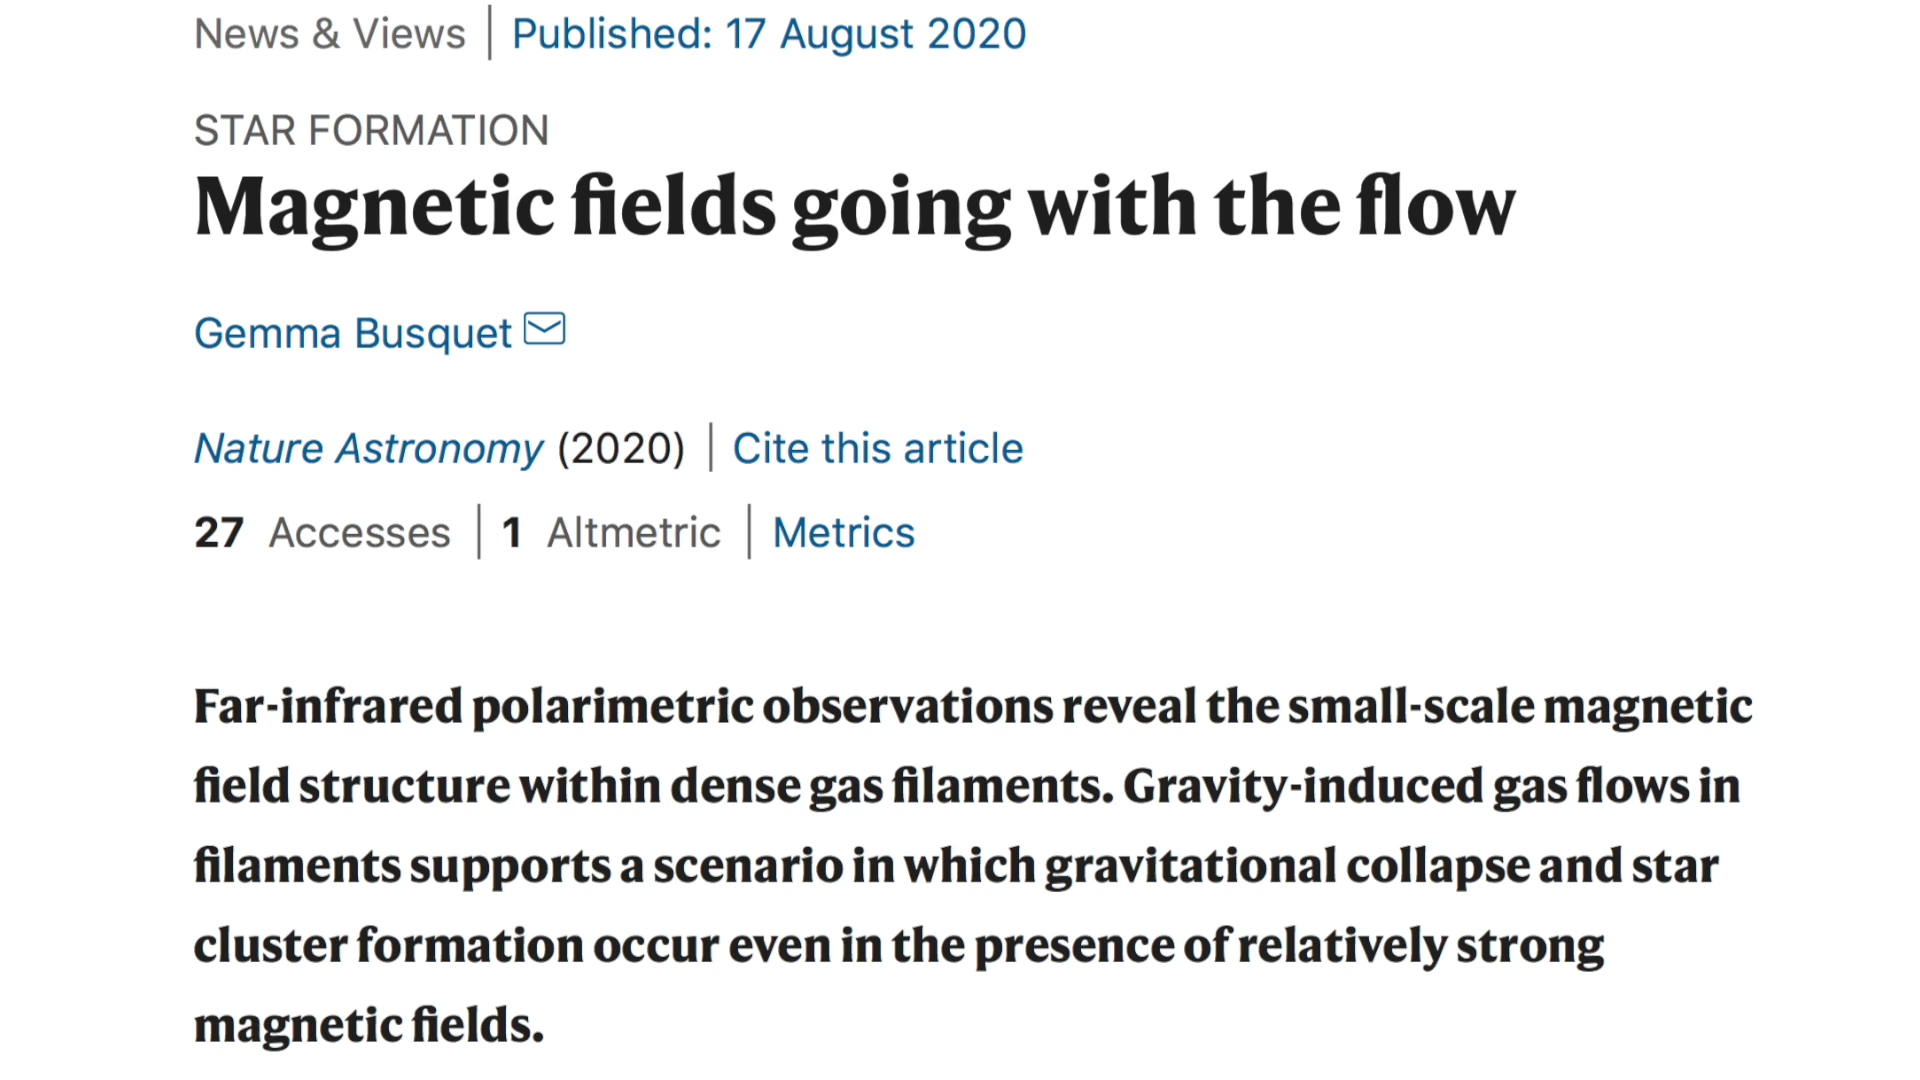 News & Views | Published: 17 August 2020
STAR FORMATION
Magnetic fields going with the flow
Gemma Busquet
Nature Astronomy (2020) | Cite this article
27 Accesses | 1 Altmetric | Metrics
Far-infrared polarimetric observations reveal the small-scale magnetic
field structure within dense gas filaments. Gravity-induced gas flows in
filaments supports a scenario in which gravitational collapse and star
cluster formation occur even in the presence of relatively strong
magnetic fields.